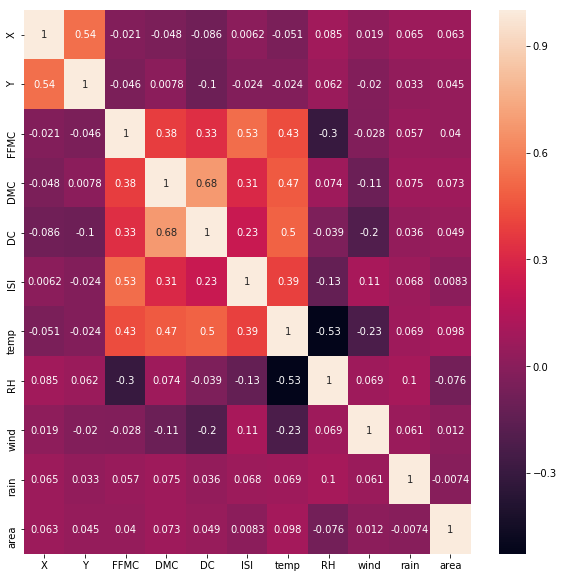 X 1 0.54 -0.021 -0.048 -0.086 0.0062 -0.051 0.085 0.019 0.065 0.063
Y 0.54 1 -0.046 0.0078 -0.1 -0.024 -0.024 0.062 -0.02 0.033 0.045
FFMC -0.021 -0.046 1 0.38 0.33 0.53 0.43 -0.3 -0.028 0.057 0.04
DMC -0.048 0.0078 0.38 1 0.68 0.31 0.47 0.074 -0.11 0.075 0.073
DC -0.086 -0.1 0.33 0.68 1 0.23 0.5 -0.039 -0.2 0.036 0.049
ISI 0.0062 -0.024 0.53 0.31 0.23 1 0.39 -0.13 0.11 0.068 0.0083
temp -0.051 -0.024 0.43 0.47 0.5 0.39 1 -0.53 -0.23 0.069 0.098
RH 0.085 0.062 -0.3 0.074 -0.039 -0.13 -0.53 1 0.069 0.1 -0.076
wind 0.019 -0.02 -0.028 -0.11 -0.2 0.11 -0.23 0.069 1 0.061 0.012
rain 0.065 0.033 0.057 0.075 0.036 0.068 0.069 0.1 0.061 1 -0.0074
area 0.063 0.045 0.04 0.073 0.049 0.0083 0.098 -0.076 0.012 -0.0074 1
X Y FFMC DMC DC ISI temp RH wind rain area
0.9
0.6
0.3
0.0
−0.3